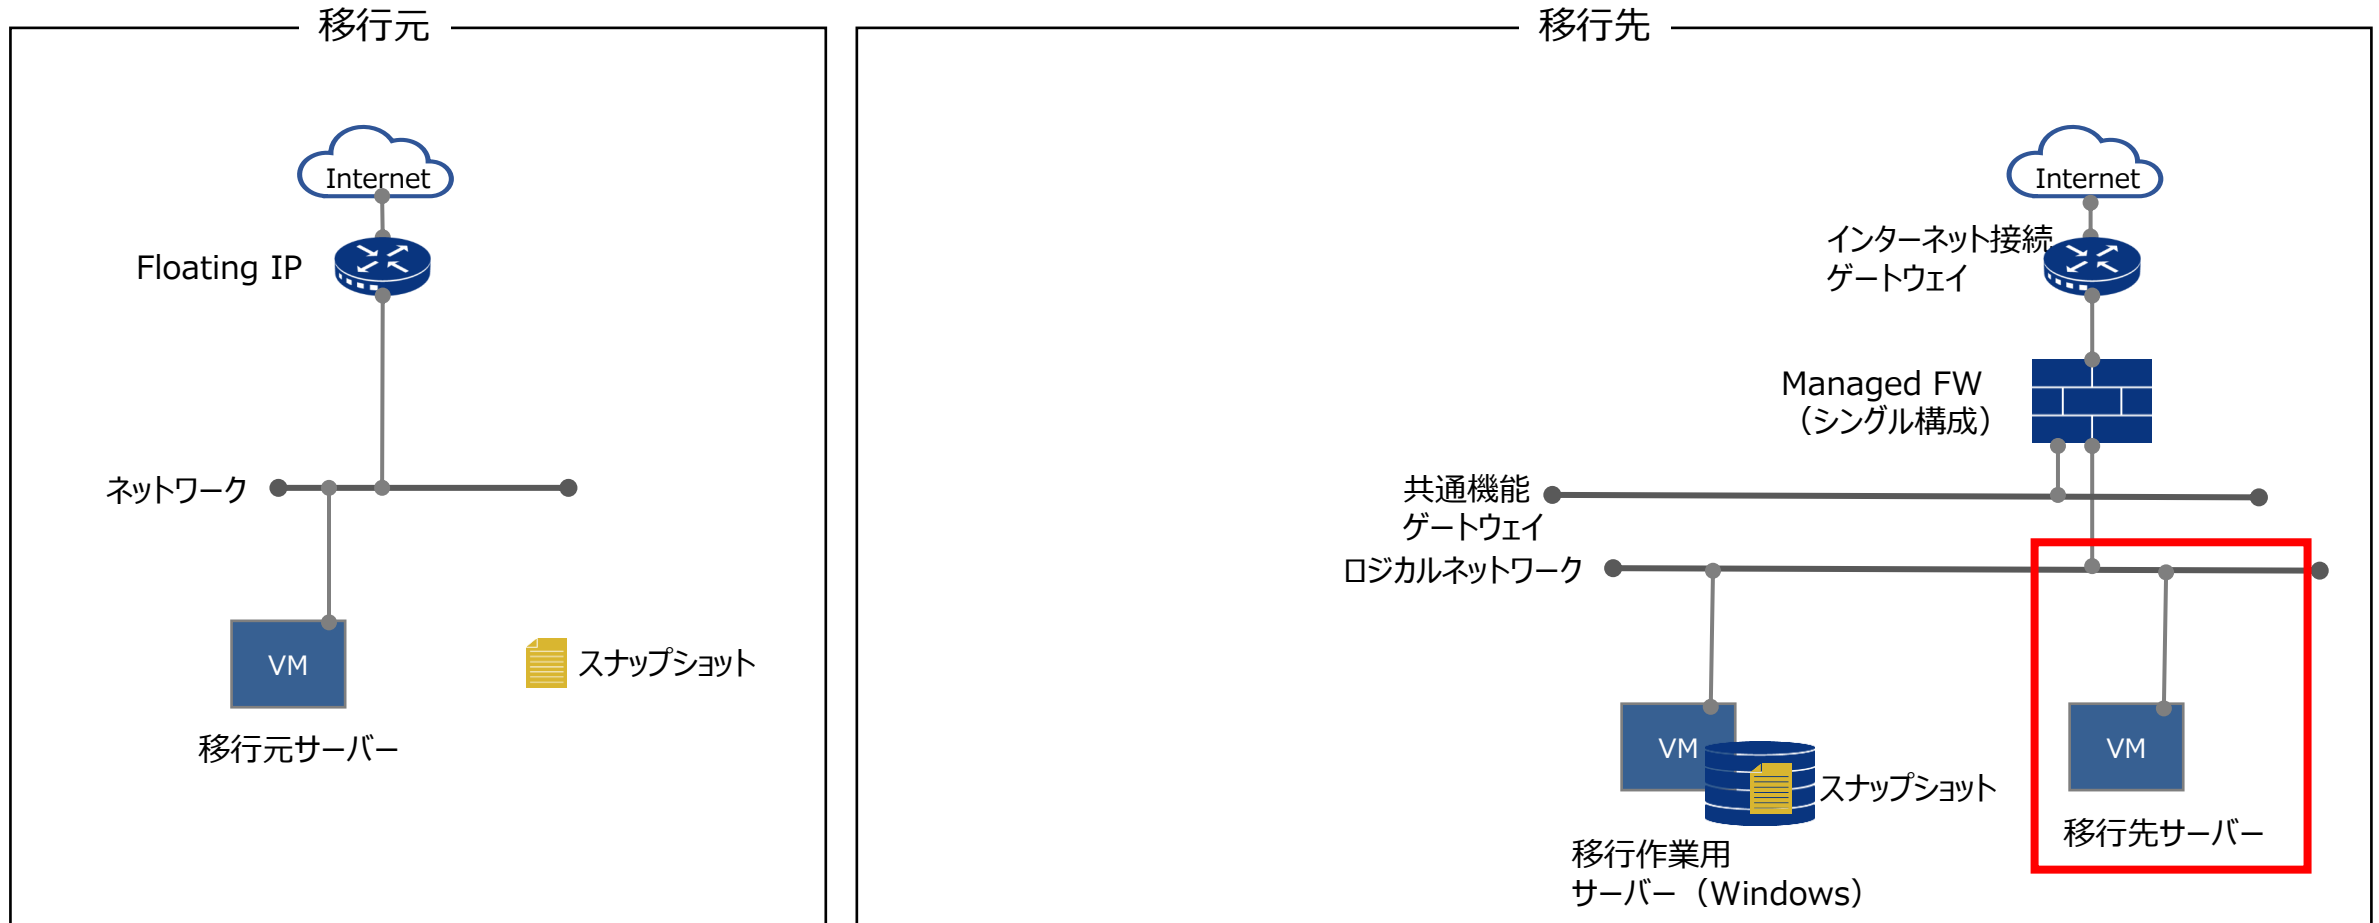 移行元
移行先
Internet
Floating IP
ネットワーク
VM
移行元サーバー
スナップショット
Internet
インターネット接続
ゲートウェイ
Managed FW
（シングル構成）
共通機能
ゲートウェイ
ロジカルネットワーク
VM
スナップショット
移行作業用
サーバー（Windows）
VM
移行先サーバー